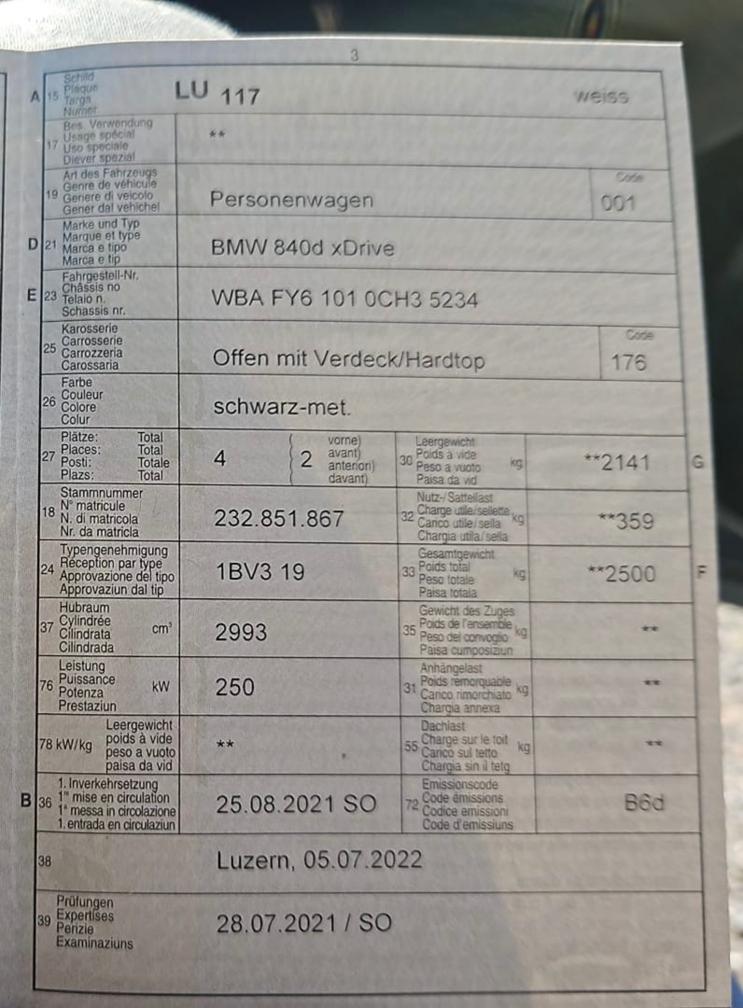 3
A 15 Schild LU 117 weiss
Plaque
Targa
Numer
17 Bes. Verwendung **
Usage spécial
Uso speciale
Diever spezial
19 Art des Fahrzeugs Personenwagen Code 001
Genre de véhicule
Genere di veicolo
Gener dal vehichel
D 21 Marke und Typ BMW 840d xDrive
Marque et type
Marca e tipo
Marca e tip
E 23 Fahrgestell-Nr. WBA FY6 101 0CH3 5234
Châssis no
Telaio n.
Schassis nr.
25 Karosserie Offen mit Verdeck/Hardtop Code 176
Carrosserie
Carrozzeria
Carossaria
26 Farbe schwarz-met.
Couleur
Colore
Colur
27 Plätze: Total 4 ( 2 vorne)
Places: Total avant)
Posti: Totale anteriori)
Plazs: Total davant)
30 Leergewicht kg **2141 G
Poids à vide
Peso a vuoto
Paisa da vid
18 Stammnummer 232.851.867
N° matricule
N. di matricola
Nr. da matricla
32 Nutz-/Sattellast kg **359
Charge utile/sellette
Carico utile/sella
Chargia utila/sella
24 Typengenehmigung 1BV3 19
Réception par type
Approvazione del tipo
Approvaziun dal tip
33 Gesamtgewicht kg **2500 F
Poids total
Peso totale
Paisa totala
37 Hubraum cm³ 2993
Cylindrée
Cilindrata
Cilindrada
35 Gewicht des Zuges kg **
Poids de l'ensemble
Peso del convoglio
Paisa cumposiziun
76 Leistung kW 250
Puissance
Potenza
Prestaziun
31 Anhängelast kg **
Poids remorquable
Carico rimorchiato
Chargia annexa
78 kW/kg Leergewicht **
poids à vide
peso a vuoto
paisa da vid
55 Dachlast kg **
Charge sur le toit
Carico sul tetto
Chargia sin il tetg
B 36 1. Inverkehrsetzung 25.08.2021 SO
1re mise en circulation
1a messa in circolazione
1. entrada en circulaziun
72 Emissionscode B6d
Code émissions
Codice emissioni
Code d'emissiuns
38 Luzern, 05.07.2022
39 Prüfungen 28.07.2021 / SO
Expertises
Perizie
Examinaziuns